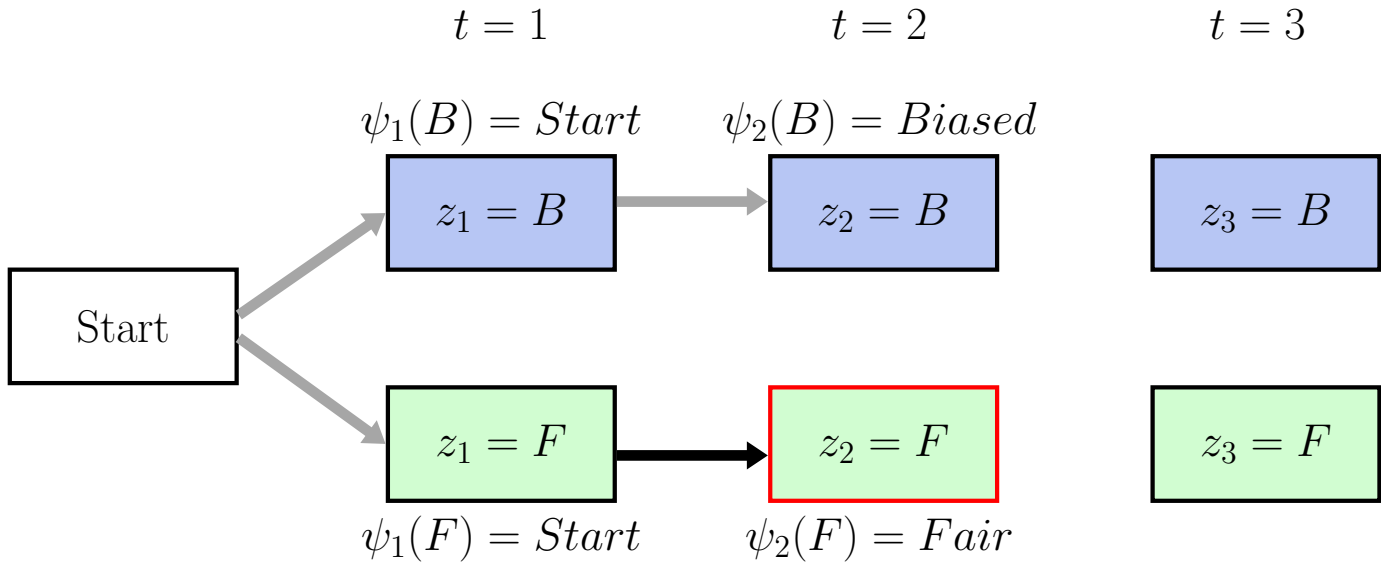 t = 1 t = 2 t = 3
ψ₁(B) = Start ψ₂(B) = Biased
z₁ = B z₂ = B z₃ = B
Start
z₁ = F z₂ = F z₃ = F
ψ₁(F) = Start ψ₂(F) = Fair